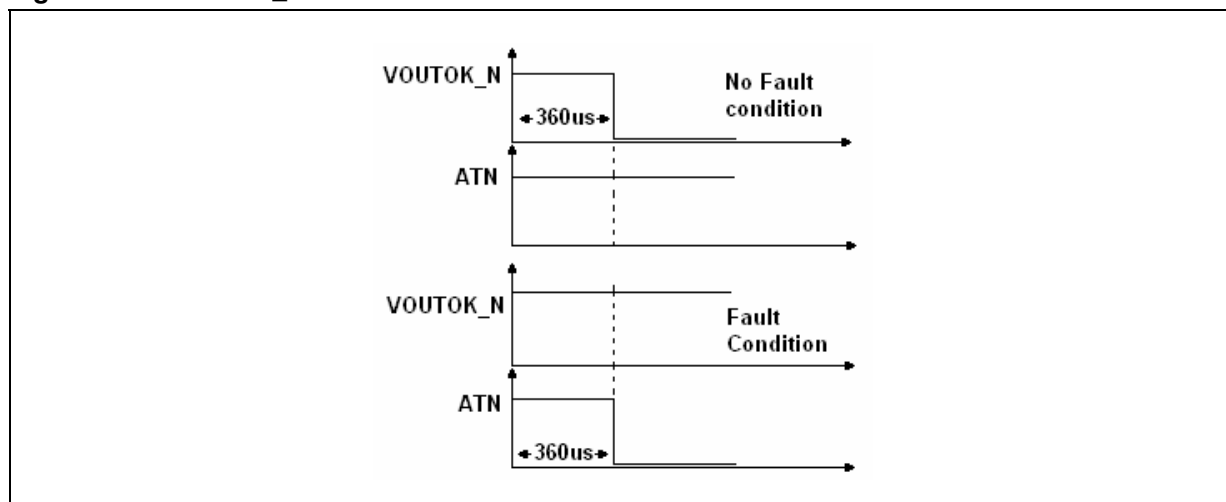 VOUTOK_N
No Fault
condition
360us
ATN
VOUTOK_N
Fault
Condition
ATN
360us